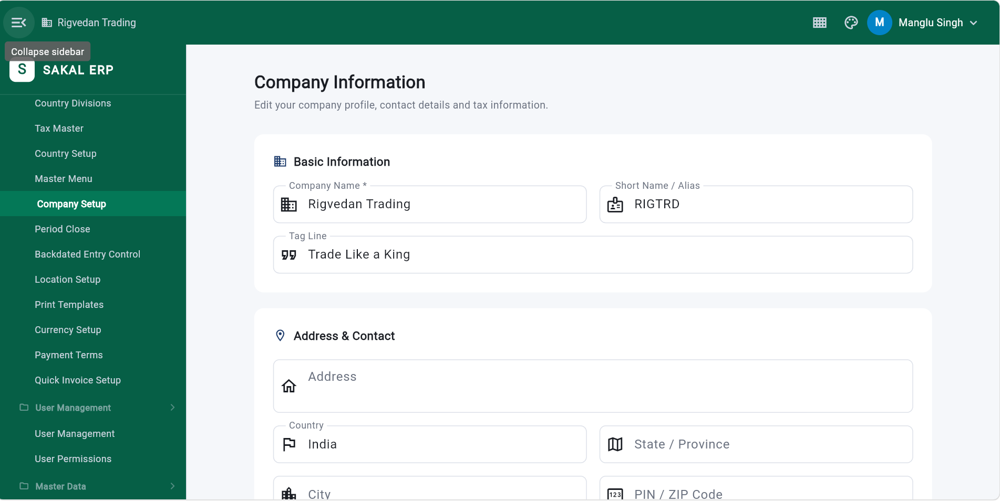 Rigvedan Trading
M
Manglu Singh
Collapse sidebar
S
SAKAL ERP
Country Divisions
Tax Master
Country Setup
Master Menu
Company Setup
Period Close
Backdated Entry Control
Location Setup
Print Templates
Currency Setup
Payment Terms
Quick Invoice Setup
User Management
User Management
User Permissions
Master Data
Company Information
Edit your company profile, contact details and tax information.
Basic Information
Company Name *
Rigvedan Trading
Short Name / Alias
RIGTRD
Tag Line
Trade Like a King
Address & Contact
Address
Country
India
State / Province
City
123
PIN / ZIP Code